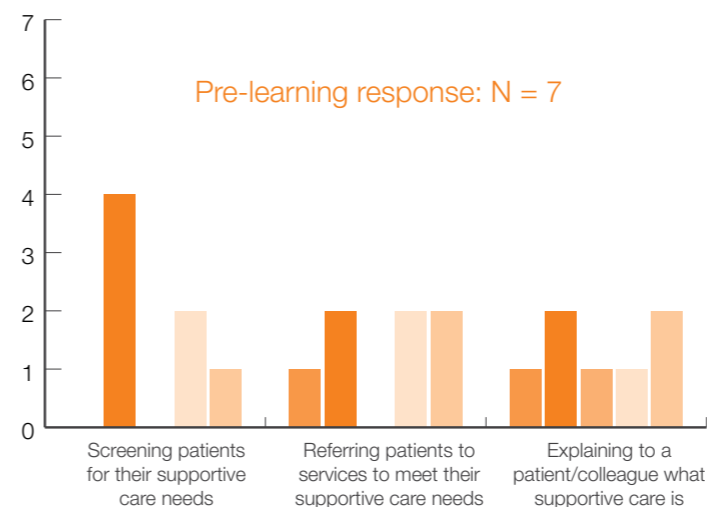 7
6
Pre-learning response: N = 7
5
4
3
2
1
0
Screening patients
for their supportive
care needs
Referring patients to
services to meet their
supportive care needs
Explaining to a
patient/colleague what
supportive care is